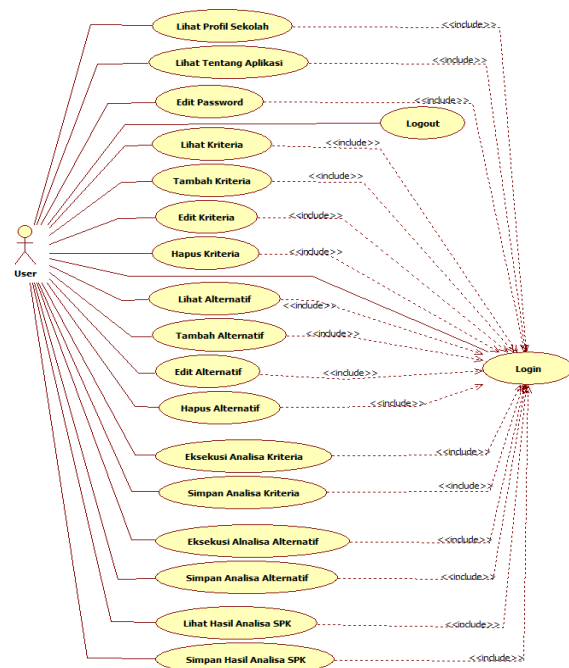 Lihat Profil Sekolah
<<include>>
Lihat Tentang Aplikasi
<<include>>
Edit Password
<<include>>
Logout
Lihat Kriteria
<<include>>
Tambah Kriteria
<<include>>
Edit Kriteria
<<include>>
Hapus Kriteria
<<include>>
User
Lihat Alternatif
<<include>>
Tambah Alternatif
<<include>>
Edit Alternatif
<<include>>
Login
Hapus Alternatif
<<include>>
Eksekusi Analisa Kriteria
<<include>>
Simpan Analisa Kriteria
<<include>>
Eksekusi Alnalisa Alternatif
<<include>>
Simpan Analisa Alternatif
<<include>>
Lihat Hasil Analisa SPK
<<include>>
Simpan Hasil Analisa SPK
<<include>>